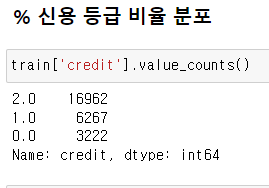 % 신용 등급 비율 분포
train['credit'].value_counts()
2.0    16962
1.0     6267
0.0     3222
Name: credit, dtype: int64